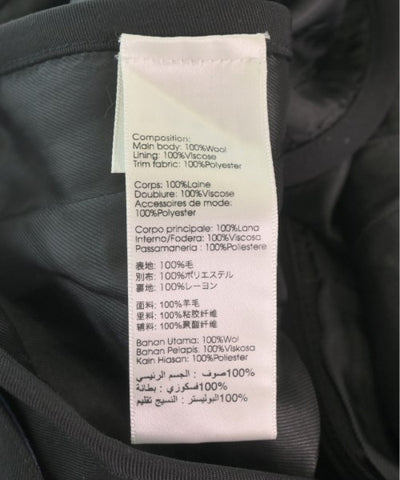 Composition:
Main body: 100%Wool
Lining: 100%Viscose
Trim fabric: 100%Polyester
Corps: 100%Laine
Doublure: 100%Viscose
Accessoires de mode:
100%Polyester
Corpo principale: 100%Lana
Interno/Fodera: 100%Viscosa
Passamaneria : 100%Poliestere
表地: 100%毛
別布: 100%ポリエステル
裏地: 100%レーヨン
面料: 100%羊毛
里料: 100%粘胶纤维
辅料: 100%聚酯纤维
Bahan Utama: 100%Wol
Bahan Pelapis: 100%Viskosa
Kain Hiasan: 100%Poliester
100%صوف : الجسم الرئيسي
100%فسكوزي : بطانة
100%البوليستر : النسيج تقليم